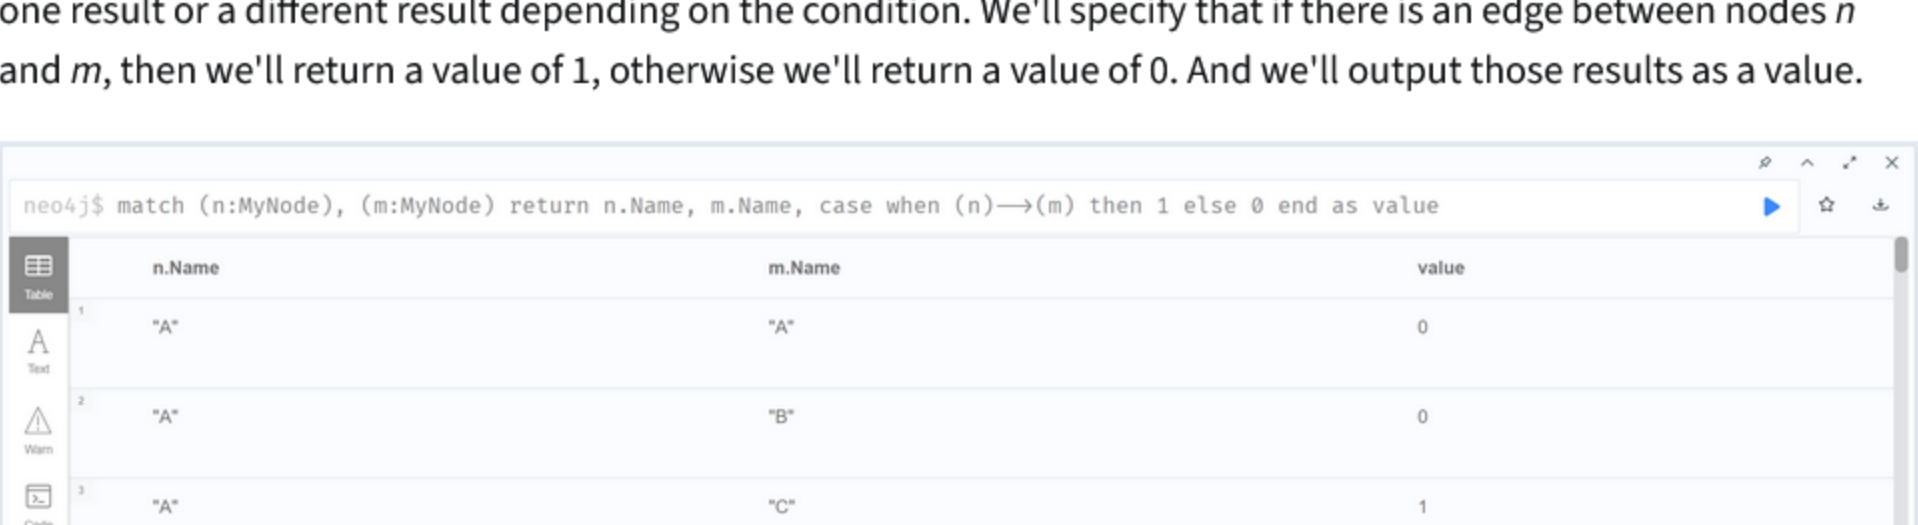 one result or a different result depending on the condition. We'll specify that if there is an edge between nodes n
and m, then we'll return a value of 1, otherwise we'll return a value of 0. And we'll output those results as a value.
neo4j$ match (n:MyNode), (m:MyNode) return n.Name, m.Name, case when (n)-->(m) then 1 else 0 end as value
n.Name m.Name value
Table
1
"A" "A" 0
Text
2
"A" "B" 0
Warn
3
"A" "C" 1
Code